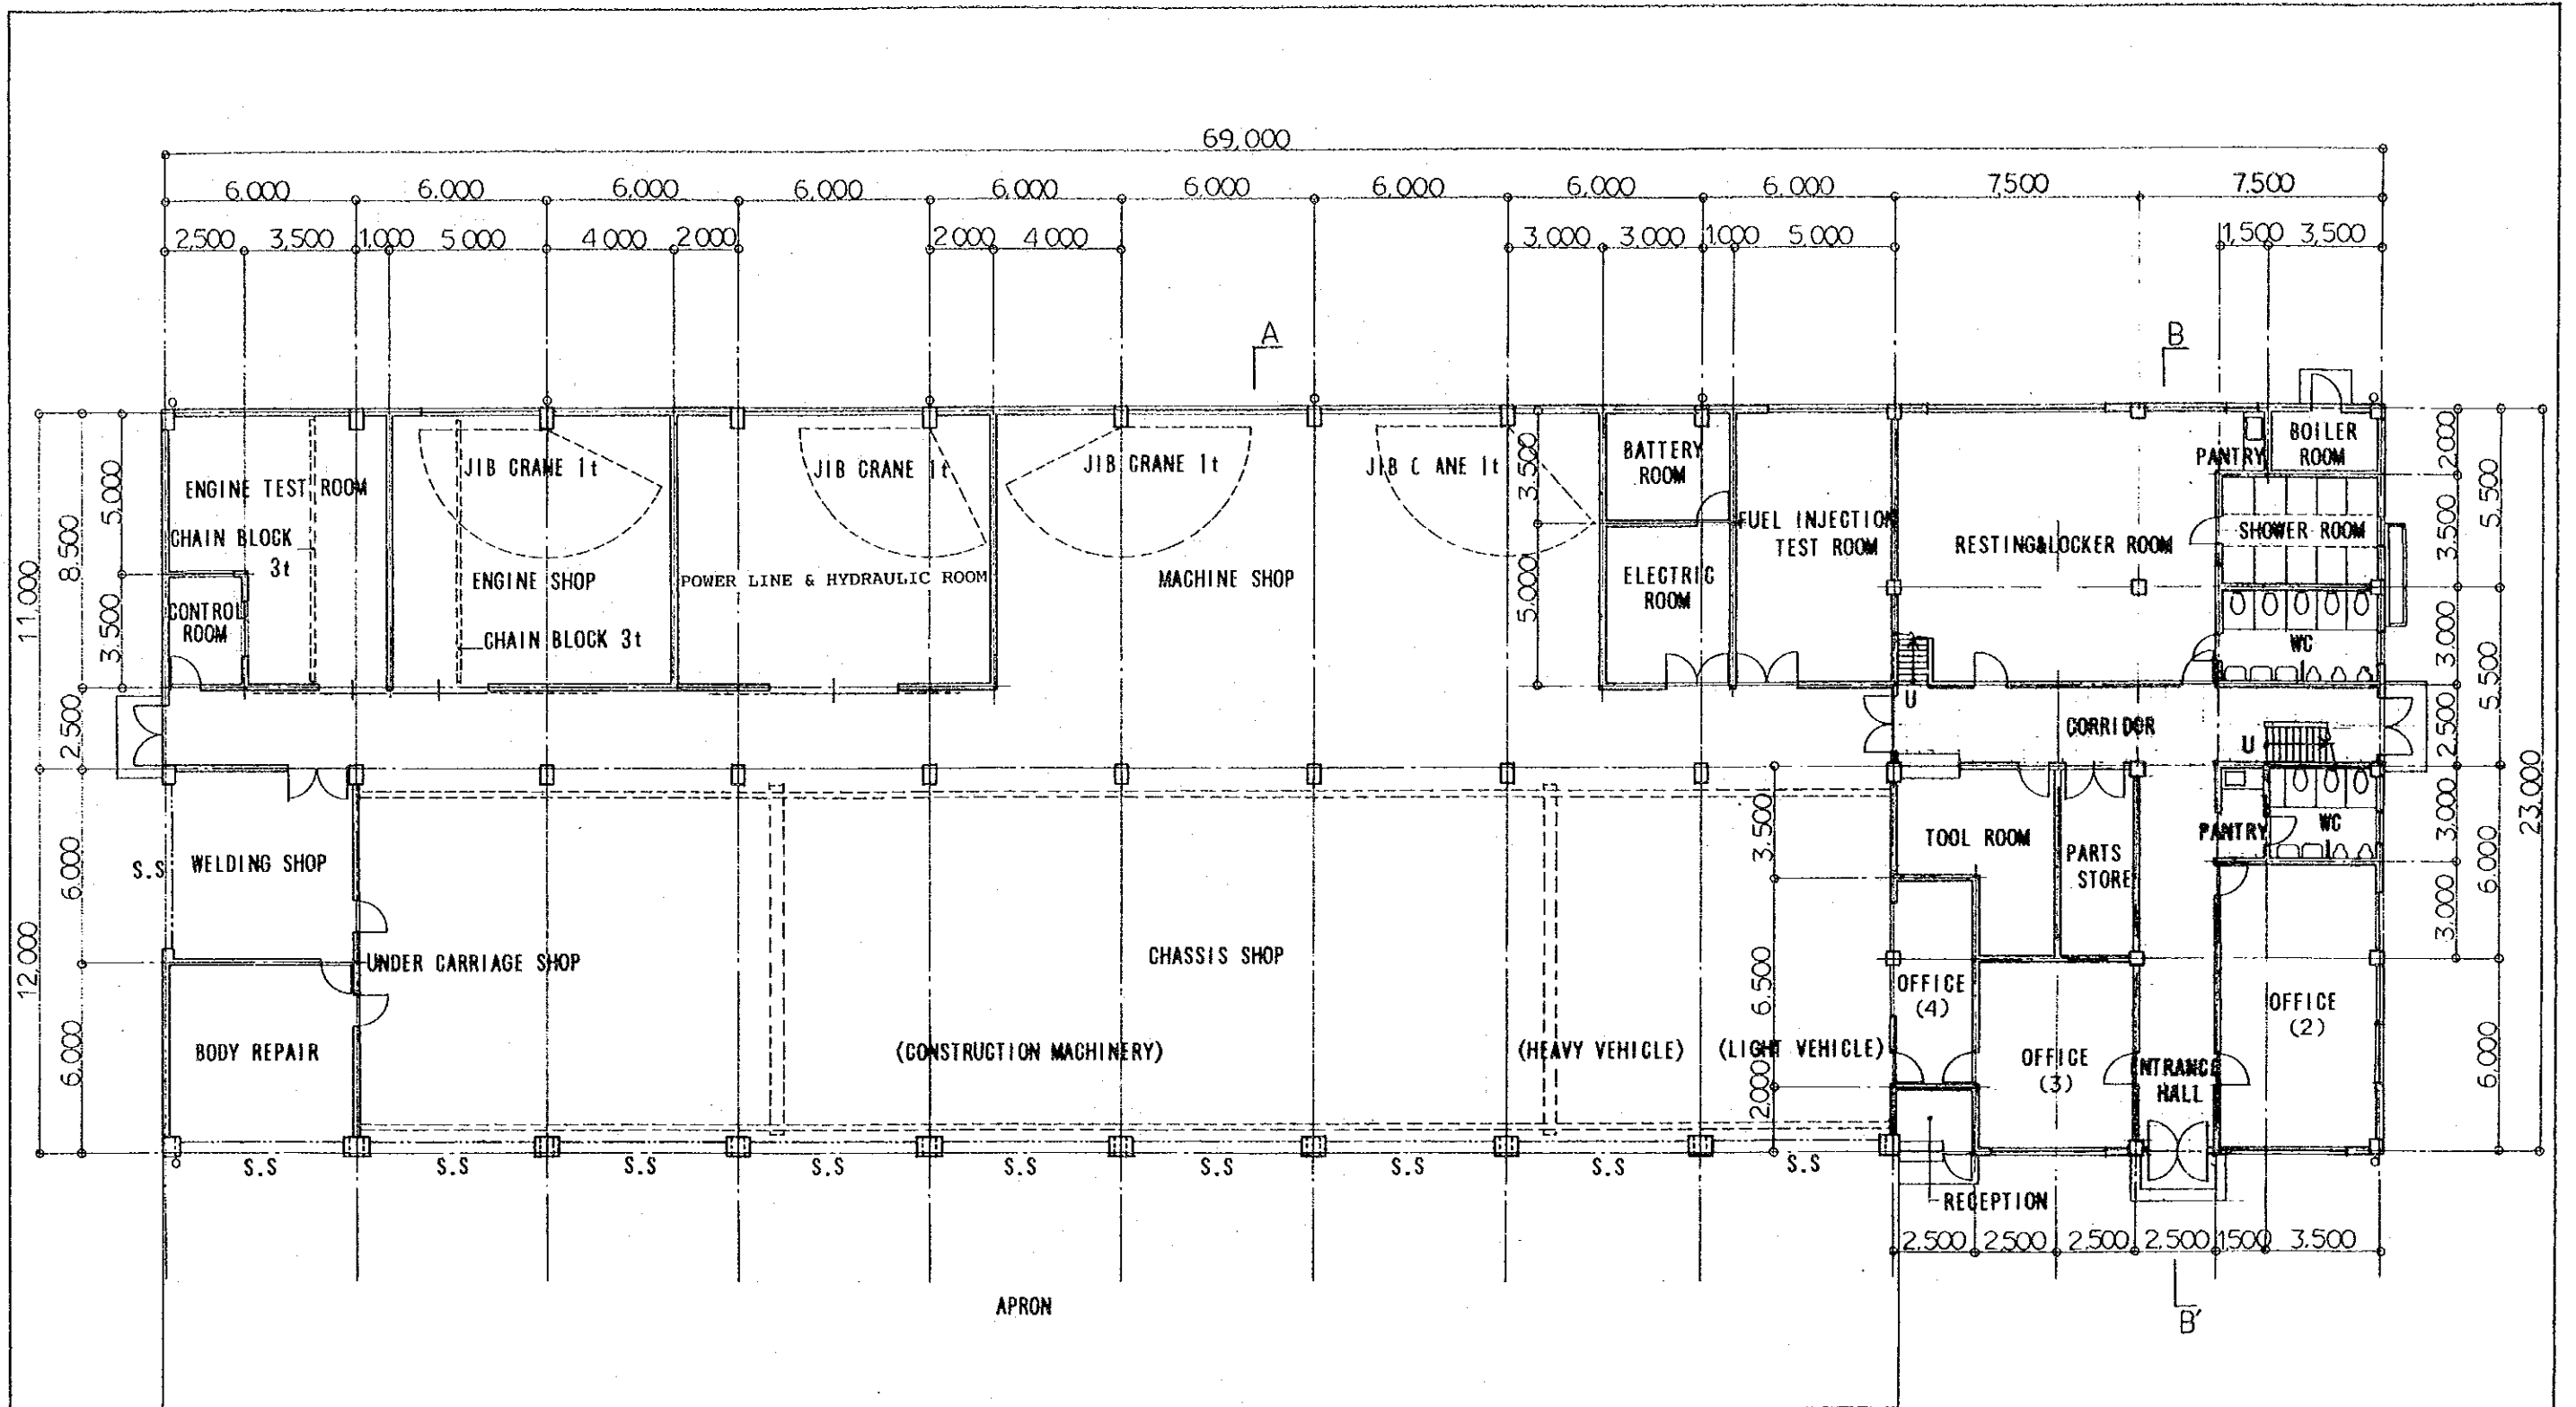 69,000
6,000 6,000 6,000 6,000 6,000 6,000 6,000 6,000 6,000 7,500 7,500
2,500 3,500 1,000 5,000 4,000 2,000 2,000 4,000 3,000 3,000 1,000 5,000 1,500 3,500
A
B
11,000
8,500
5,000
3,500
2,500
12,000
6,000
6,000
ENGINE TEST ROOM
CHAIN BLOCK
3t
CONTROL
ROOM
JIB CRANE 1t
ENGINE SHOP
CHAIN BLOCK 3t
JIB CRANE 1t
POWER LINE & HYDRAULIC ROOM
JIB CRANE 1t
MACHINE SHOP
JIB C ANE 1t
3,500
5,000
BATTERY
ROOM
ELECTRIC
ROOM
FUEL INJECTION
TEST ROOM
RESTING&LOCKER ROOM
PANTRY
BOILER
ROOM
SHOWER ROOM
WC
U
CORRIDOR
U
2,000
3,500
3,000
2,500
3,000
3,000
5,500
5,500
6,000
6,000
23,000
S.S
WELDING SHOP
BODY REPAIR
UNDER CARRIAGE SHOP
CHASSIS SHOP
(CONSTRUCTION MACHINERY)
(HEAVY VEHICLE)
(LIGHT VEHICLE)
3,500
6,500
2,000
TOOL ROOM
PARTS
STORE
PANTRY
WC
OFFICE
(4)
OFFICE
(3)
NTRANCE
HALL
OFFICE
(2)
S.S S.S S.S S.S S.S S.S S.S S.S S.S
RECEPTION
2,500 2,500 2,500 2,500 1,500 3,500
APRON
B'